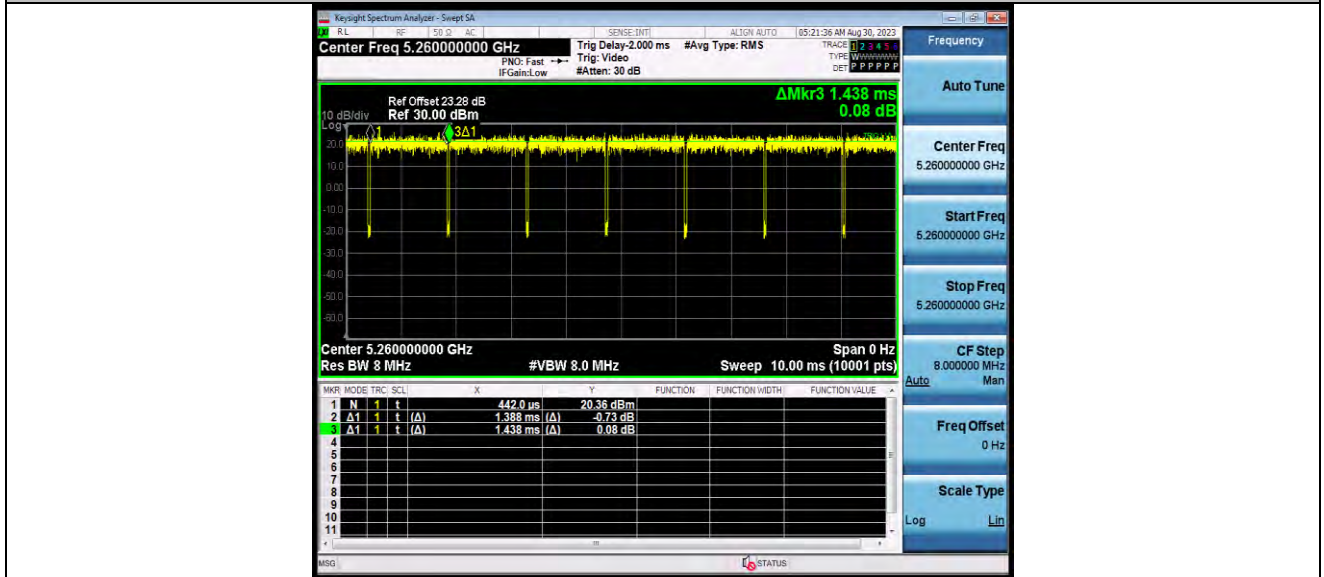 Keysight Spectrum Analyzer - Swept SA
RL RF 50 Ω AC SENSE:INT ALIGN AUTO 05:21:36 AM Aug 30, 2023
Center Freq 5.260000000 GHz Trig Delay-2.000 ms #Avg Type: RMS TRACE 1 2 3 4 5 6
PNO: Fast Trig: Video TYPE WWWWWW
IFGain:Low #Atten: 30 dB DET P P P P P P
ΔMkr3 1.438 ms
0.08 dB
Ref Offset 23.28 dB
10 dB/div Ref 30.00 dBm
Log
1 3Δ1
20.0
10.0
0.00
-10.0
-20.0
-30.0
-40.0
-50.0
-60.0
Center 5.260000000 GHz Span 0 Hz
Res BW 8 MHz #VBW 8.0 MHz Sweep 10.00 ms (10001 pts)
MKR MODE TRC SCL X Y FUNCTION FUNCTION WIDTH FUNCTION VALUE
1 N 1 t 442.0 µs 20.36 dBm
2 Δ1 1 t (Δ) 1.388 ms (Δ) -0.73 dB
3 Δ1 1 t (Δ) 1.438 ms (Δ) 0.08 dB
4
5
6
7
8
9
10
11
MSG STATUS
Frequency
Auto Tune
Center Freq
5.260000000 GHz
Start Freq
5.260000000 GHz
Stop Freq
5.260000000 GHz
CF Step
8.000000 MHz
Auto Man
Freq Offset
0 Hz
Scale Type
Log Lin